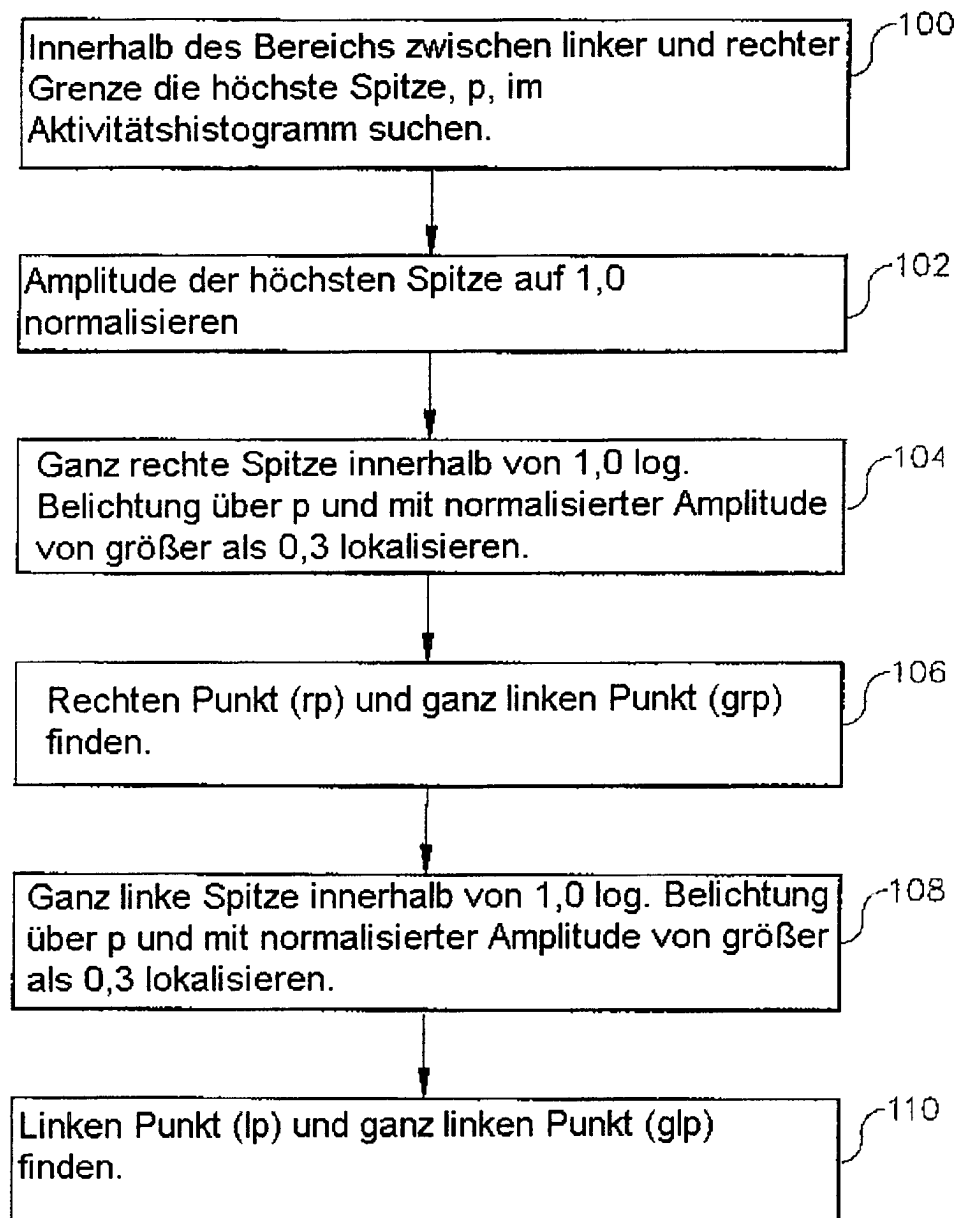 Innerhalb des Bereichs zwischen linker und rechter
Grenze die höchste Spitze, p, im
Aktivitätshistogramm suchen.
100
Amplitude der höchsten Spitze auf 1,0
normalisieren
102
Ganz rechte Spitze innerhalb von 1,0 log.
Belichtung über p und mit normalisierter Amplitude
von größer als 0,3 lokalisieren.
104
Rechten Punkt (rp) und ganz linken Punkt (grp)
finden.
106
Ganz linke Spitze innerhalb von 1,0 log. Belichtung
über p und mit normalisierter Amplitude von größer
als 0,3 lokalisieren.
108
Linken Punkt (lp) und ganz linken Punkt (glp)
finden.
110